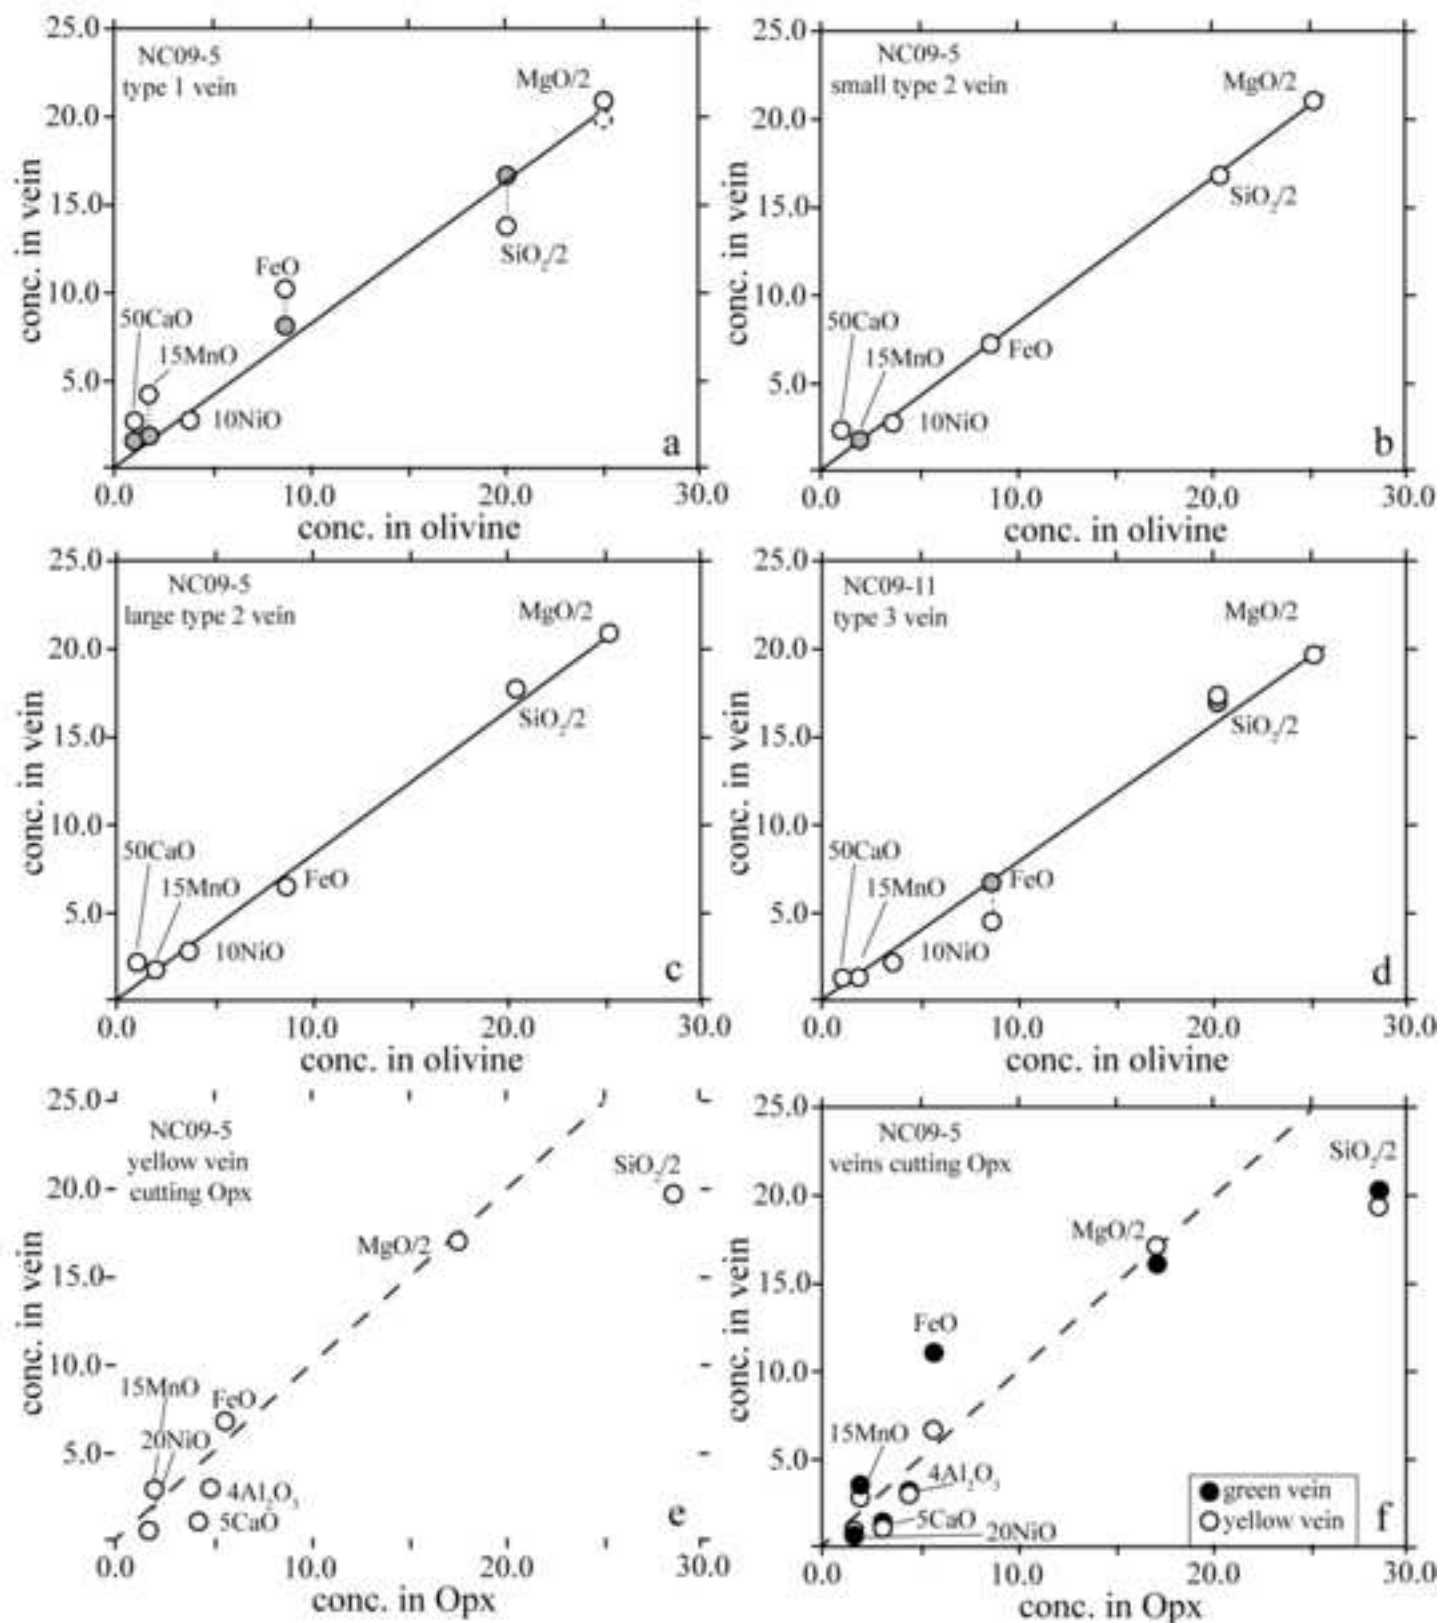 25.0
20.0
15.0
10.0
5.0
conc. in vein
NC09-5
type 1 vein
MgO/2
SiO2/2
FeO
50CaO
15MnO
10NiO
a
0.0 10.0 20.0 30.0
conc. in olivine
25.0
20.0
15.0
10.0
5.0
conc. in vein
NC09-5
small type 2 vein
MgO/2
SiO2/2
50CaO
15MnO
FeO
10NiO
b
0.0 10.0 20.0 30.0
conc. in olivine
25.0
20.0
15.0
10.0
5.0
conc. in vein
NC09-5
large type 2 vein
MgO/2
SiO2/2
50CaO
15MnO
FeO
10NiO
c
0.0 10.0 20.0 30.0
conc. in olivine
25.0
20.0
15.0
10.0
5.0
conc. in vein
NC09-11
type 3 vein
MgO/2
SiO2/2
50CaO
15MnO
FeO
10NiO
d
0.0 10.0 20.0 30.0
conc. in olivine
25.0
20.0
15.0
10.0
5.0
conc. in vein
NC09-5
yellow vein
cutting Opx
SiO2/2
MgO/2
15MnO
FeO
20NiO
4Al2O3
5CaO
e
0.0 10.0 20.0 30.0
conc. in Opx
25.0
20.0
15.0
10.0
5.0
conc. in vein
NC09-5
veins cutting Opx
SiO2/2
MgO/2
FeO
15MnO
4Al2O3
5CaO
20NiO
green vein
yellow vein
f
0.0 10.0 20.0 30.0
conc. in Opx